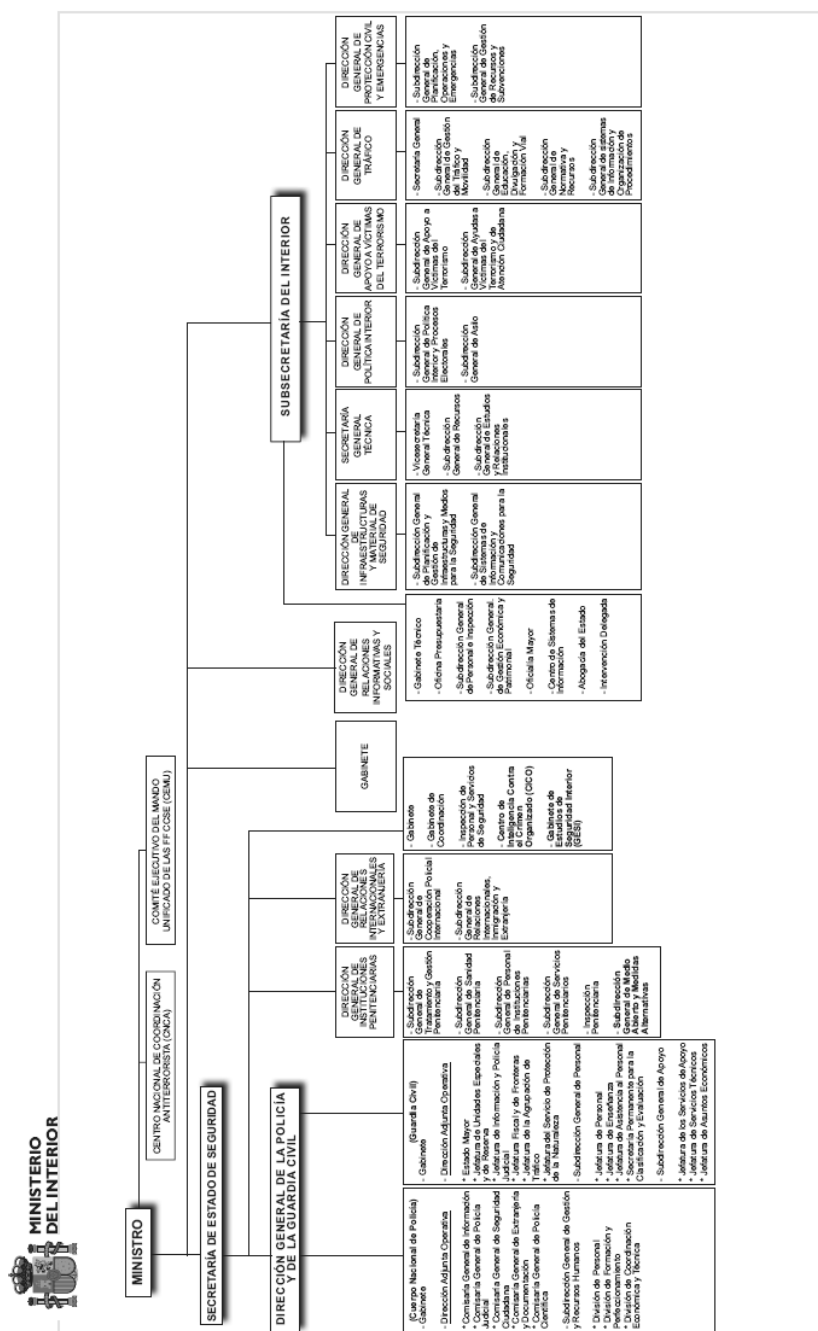 MINISTERIO
DEL INTERIOR
MINISTRO
CENTRO NACIONAL DE COORDINACIÓN
ANTITERRORISTA (CNCA)
COMITÉ EJECUTIVO DEL MANDO
UNIFICADO DE LAS FF CCSE (CEMU)
SECRETARÍA DE ESTADO DE SEGURIDAD
SUBSECRETARÍA DEL INTERIOR
DIRECCIÓN GENERAL DE LA POLICÍA
Y DE LA GUARDIA CIVIL
DIRECCIÓN
GENERAL DE
INSTITUCIONES
PENITENCIARIAS
DIRECCIÓN
GENERAL DE
RELACIONES
INTERNACIONALES
Y EXTRANJERÍA
GABINETE
DIRECCIÓN
GENERAL DE
RELACIONES
INFORMATIVAS Y
SOCIALES
DIRECCIÓN GENERAL
DE
INFRAESTRUCTURAS
Y MATERIAL DE
SEGURIDAD
SECRETARÍA
GENERAL
TÉCNICA
DIRECCIÓN
GENERAL DE
POLÍTICA INTERIOR
DIRECCIÓN
GENERAL DE
APOYO A VÍCTIMAS
DEL TERRORISMO
DIRECCIÓN
GENERAL DE
TRÁFICO
DIRECCIÓN
GENERAL DE
PROTECCIÓN CIVIL
Y EMERGENCIAS
(Cuerpo Nacional de Policía)
- Gabinete
- Dirección Adjunta Operativa
* Comisaría General de Información
* Comisaría General de Policía
Judicial
* Comisaría General de Seguridad
Ciudadana
* Comisaría General de Extranjería
y Documentación
* Comisaría General de Policía
Científica
- Subdirección General de Gestión
y Recursos Humanos
* División de Personal
* División de Formación y
Perfeccionamiento
* División de Coordinación
Económica y Técnica
(Guardia Civil)
- Gabinete
- Dirección Adjunta Operativa
* Estado Mayor
* Jefatura de Unidades Especiales
y de Reserva
* Jefatura de Información y Policía
Judicial
* Jefatura Fiscal y de Fronteras
* Jefatura de la Agrupación de
Tráfico
* Jefatura del Servicio de Protección
de la Naturaleza
- Subdirección General de Personal
* Jefatura de Personal
* Jefatura de Enseñanza
* Jefatura de Asistencia al Personal
* Secretaría Permanente para la
Clasificación y Evaluación
- Subdirección General de Apoyo
* Jefatura de los Servicios de Apoyo
* Jefatura de Servicios Técnicos
* Jefatura de Asuntos Económicos
- Subdirección
General de
Tratamiento y Gestión
Penitenciaria
- Subdirección
General de Sanidad
Penitenciaria
- Subdirección
General de Personal
de Instituciones
Penitenciarias
- Subdirección
General de Servicios
Penitenciarios
- Inspección
Penitenciaria
- Subdirección
General de Medio
Abierto y Medidas
Alternativas
- Subdirección
General de
Cooperación Policial
Internacional
- Subdirección
General de
Relaciones
Internacionales,
Inmigración y
Extranjería
- Gabinete
- Gabinete de
Coordinación
- Inspección de
Personal y Servicios
de Seguridad
- Centro de
Inteligencia Contra
el Crimen
Organizado (CICO)
- Gabinete de
Estudios de
Seguridad Interior
(GESI)
- Gabinete Técnico
- Oficina Presupuestaria
- Subdirección General
de Personal e Inspección
- Subdirección General.
de Gestión Económica y
Patrimonial
- Oficialía Mayor
- Centro de Sistemas de
Información
- Abogacía del Estado
- Intervención Delegada
- Subdirección General
de Planificación y
Gestión de
Infraestructuras y Medios
para la Seguridad
- Subdirección General
de Sistemas de
Información y
Comunicaciones para la
Seguridad
- Vicesecretaría
General Técnica
- Subdirección
General de Recursos
- Subdirección
General de Estudios
y Relaciones
Institucionales
- Subdirección
General de Política
Interior y Procesos
Electorales
- Subdirección
General de Asilo
- Subdirección
General de Apoyo a
Víctimas del
Terrorismo
- Subdirección
General de Ayudas a
Víctimas del
Terrorismo y de
Atención Ciudadana
- Secretaría General
- Subdirección
General de Gestión
del Tráfico y
Movilidad
- Subdirección
General de
Educación,
Divulgación y
Formación Vial
- Subdirección
General de
Normativa y
Recursos
- Subdirección
General de sistemas
de Información y
Organización de
Procedimientos
- Subdirección
General de
Planificación,
Operaciones y
Emergencias
- Subdirección
General de Gestión
de Recursos y
Subvenciones